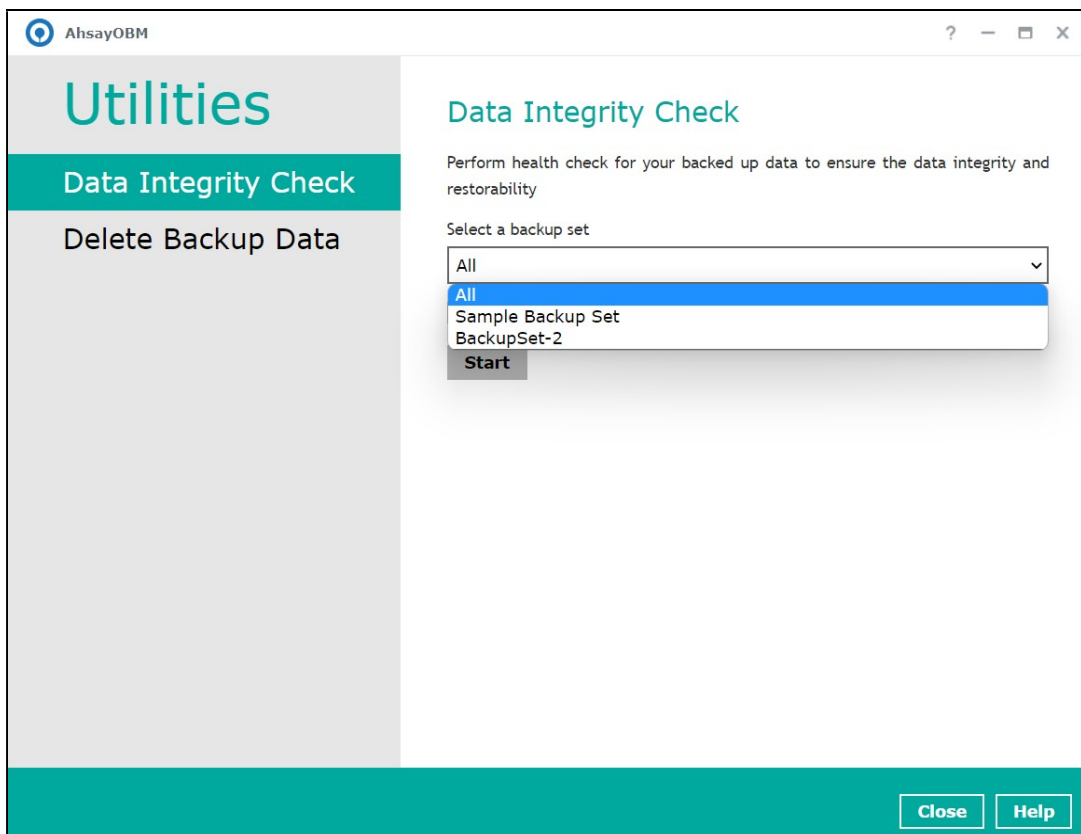 AhsayOBM
Utilities
Data Integrity Check
Delete Backup Data
Data Integrity Check
Perform health check for your backed up data to ensure the data integrity and
restorability
Select a backup set
All
All
Sample Backup Set
BackupSet-2
Start
Close
Help